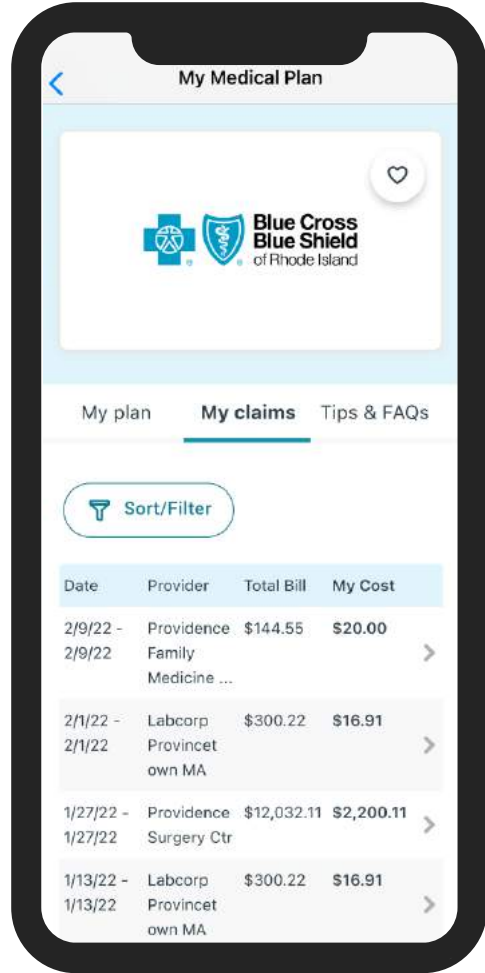 My Medical Plan
Blue Cross
Blue Shield
of Rhode Island
My plan My claims Tips & FAQs
Sort/Filter
Date Provider Total Bill My Cost
2/9/22 - Providence $144.55 $20.00
2/9/22 Family
Medicine ...
2/1/22 - Labcorp $300.22 $16.91
2/1/22 Provincet
own MA
1/27/22 - Providence $12,032.11 $2,200.11
1/27/22 Surgery Ctr
1/13/22 - Labcorp $300.22 $16.91
1/13/22 Provincet
own MA